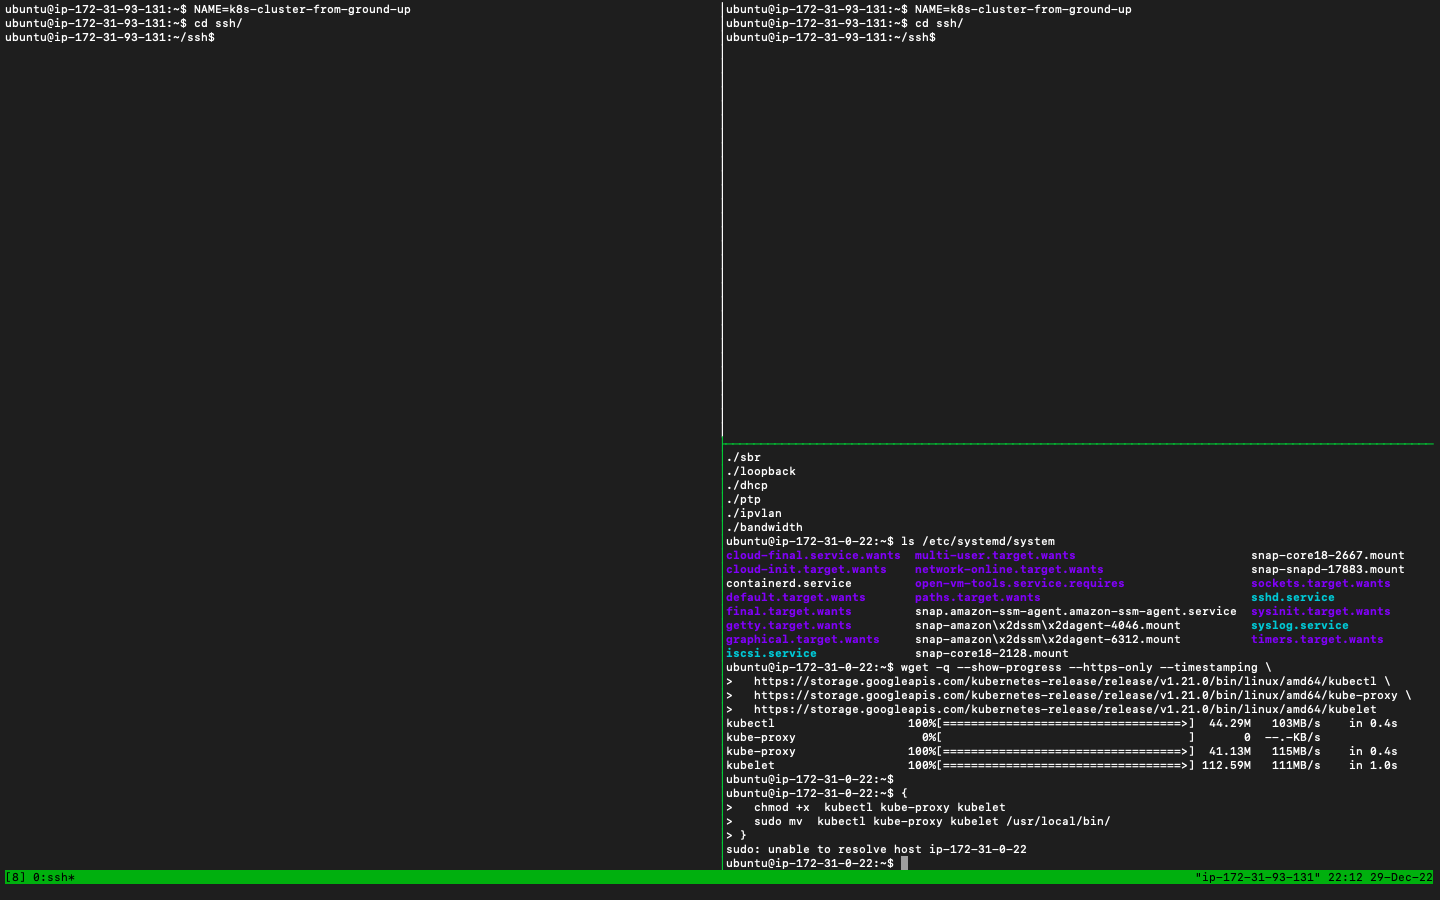 ubuntu@ip-172-31-93-131:~$ NAME=k8s-cluster-from-ground-up
ubuntu@ip-172-31-93-131:~$ cd ssh/
ubuntu@ip-172-31-93-131:~/ssh$
ubuntu@ip-172-31-93-131:~$ NAME=k8s-cluster-from-ground-up
ubuntu@ip-172-31-93-131:~$ cd ssh/
ubuntu@ip-172-31-93-131:~/ssh$
./sbr
./loopback
./dhcp
./ptp
./ipvlan
./bandwidth
ubuntu@ip-172-31-0-22:~$ ls /etc/systemd/system
cloud-final.service.wants  multi-user.target.wants                         snap-core18-2667.mount
cloud-init.target.wants    network-online.target.wants                     snap-snapd-17883.mount
containerd.service         open-vm-tools.service.requires                  sockets.target.wants
default.target.wants       paths.target.wants                              sshd.service
final.target.wants         snap.amazon-ssm-agent.amazon-ssm-agent.service  sysinit.target.wants
getty.target.wants         snap-amazon\x2dssm\x2dagent-4046.mount          syslog.service
graphical.target.wants     snap-amazon\x2dssm\x2dagent-6312.mount          timers.target.wants
iscsi.service              snap-core18-2128.mount
ubuntu@ip-172-31-0-22:~$ wget -q --show-progress --https-only --timestamping \
>   https://storage.googleapis.com/kubernetes-release/release/v1.21.0/bin/linux/amd64/kubectl \
>   https://storage.googleapis.com/kubernetes-release/release/v1.21.0/bin/linux/amd64/kube-proxy \
>   https://storage.googleapis.com/kubernetes-release/release/v1.21.0/bin/linux/amd64/kubelet
kubectl                   100%[==================================>]  44.29M   103MB/s    in 0.4s
kube-proxy                  0%[                                   ]       0  --.-KB/s
kube-proxy                100%[==================================>]  41.13M   115MB/s    in 0.4s
kubelet                   100%[==================================>] 112.59M   111MB/s    in 1.0s
ubuntu@ip-172-31-0-22:~$
ubuntu@ip-172-31-0-22:~$ {
>   chmod +x  kubectl kube-proxy kubelet
>   sudo mv  kubectl kube-proxy kubelet /usr/local/bin/
> }
sudo: unable to resolve host ip-172-31-0-22
ubuntu@ip-172-31-0-22:~$
[8] 0:ssh* "ip-172-31-93-131" 22:12 29-Dec-22